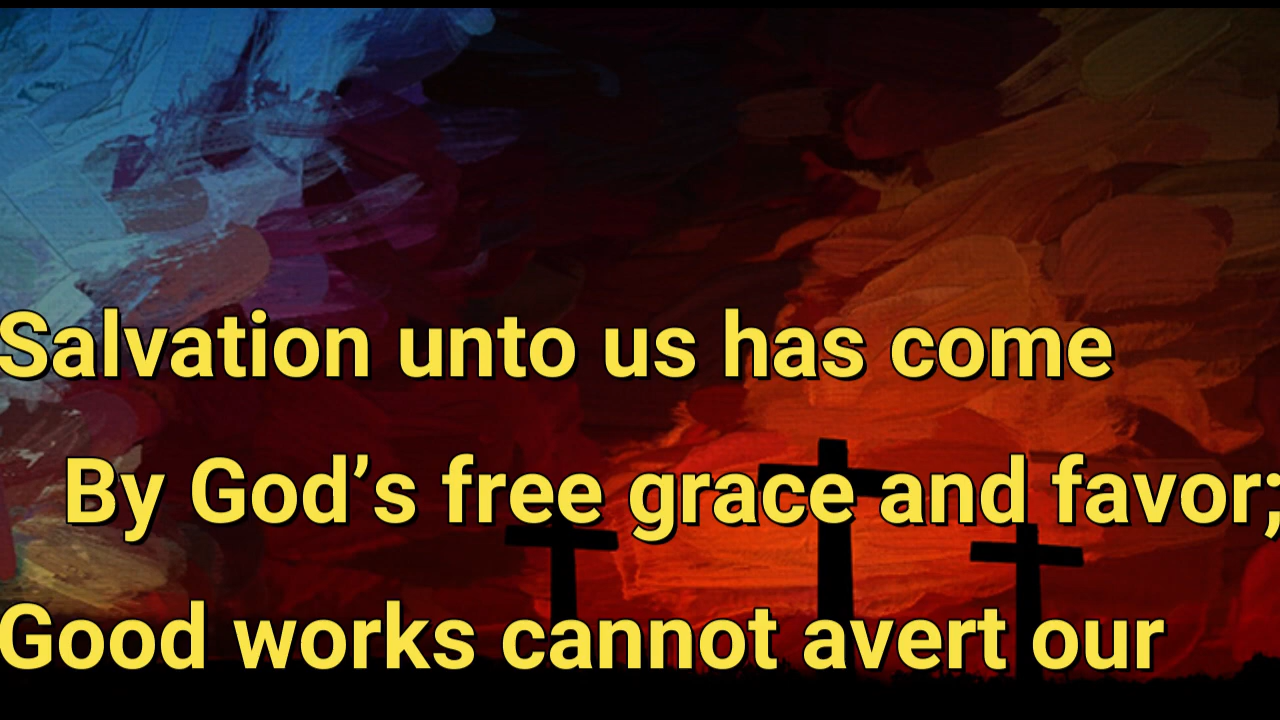 Salvation unto us has come
By God’s free grace and favor;
Good works cannot avert our